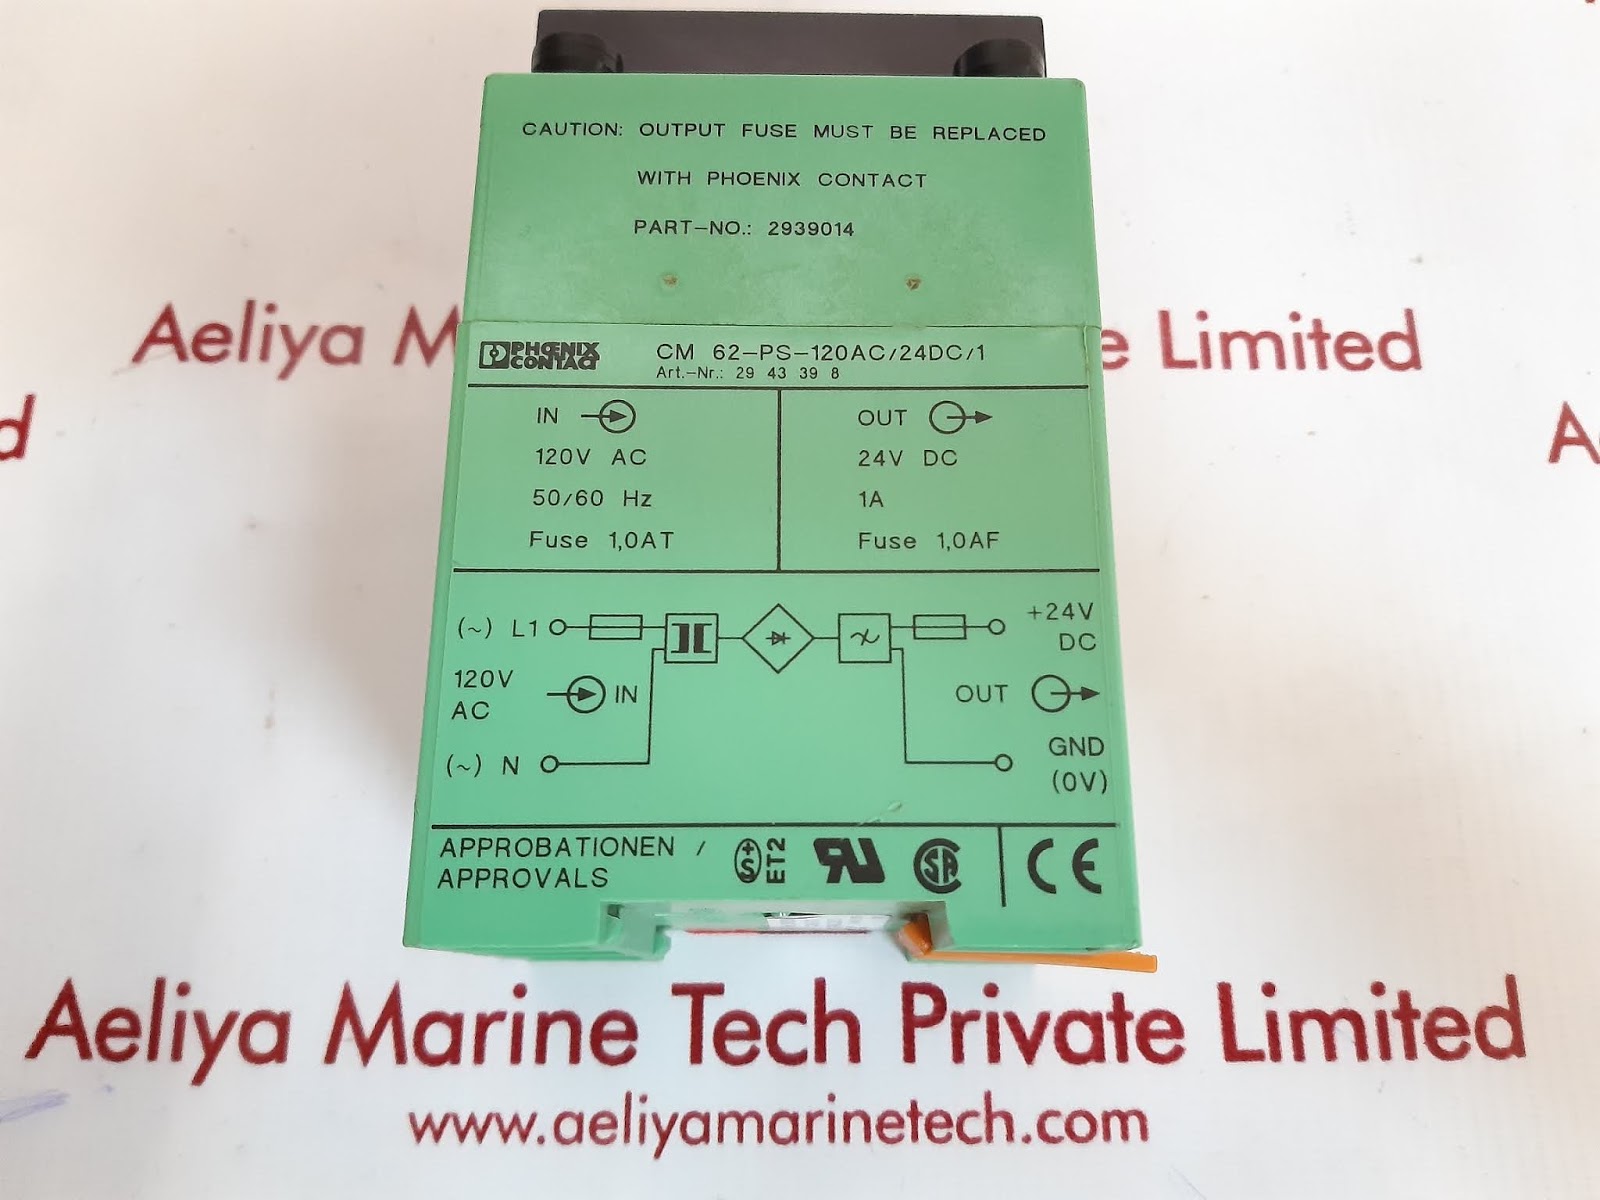 CAUTION: OUTPUT FUSE MUST BE REPLACED
WITH PHOENIX CONTACT
PART-NO.: 2939014
Aeliya M e Limited
PHŒNIX
CONTACT
CM 62-PS-120AC/24DC/1
Art.-Nr.: 29 43 39 8
d
A
IN
120V AC
50/60 Hz
Fuse 1,0AT
OUT
24V DC
1A
Fuse 1,0AF
(~) L1
+24V
DC
120V
AC
IN
OUT
(~) N
GND
(0V)
APPROBATIONEN /
APPROVALS
S+
ET2
RU
SA
CE
Aeliya Marine Tech Private Limited
www.aeliyamarinetech.com